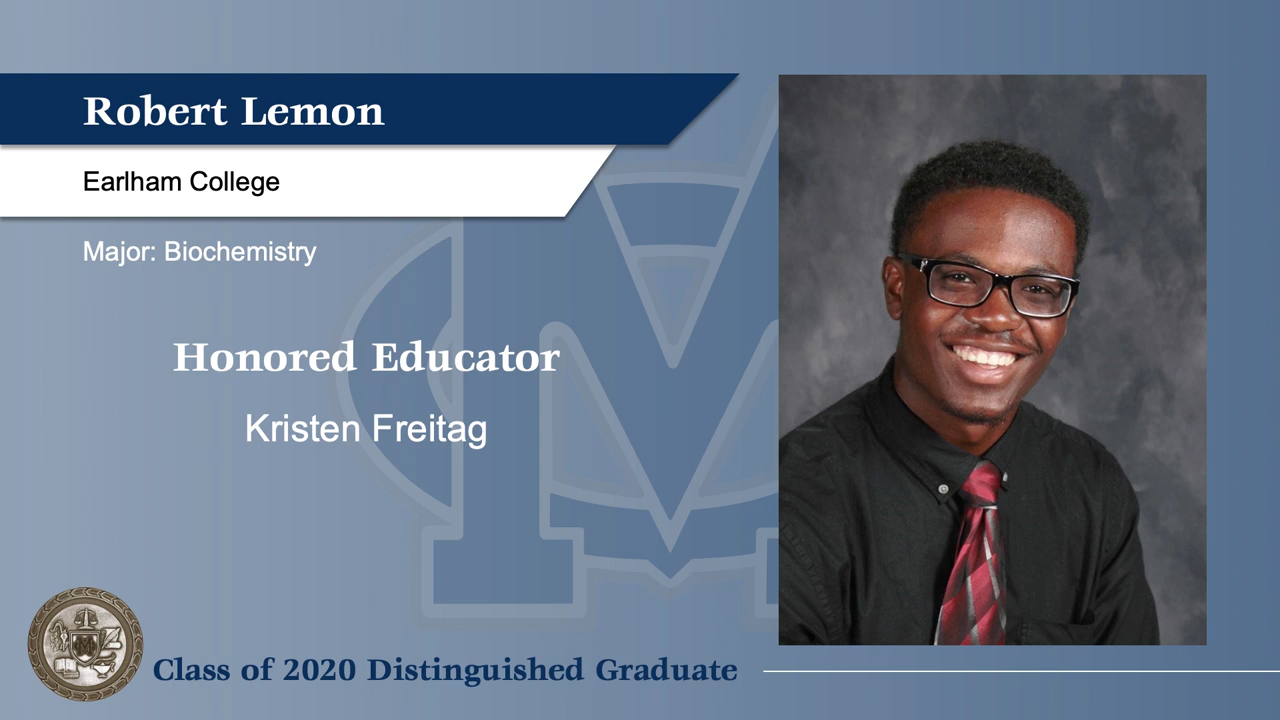 Robert Lemon
Earlham College
Major: Biochemistry
Honored Educator
Kristen Freitag
Class of 2020 Distinguished Graduate